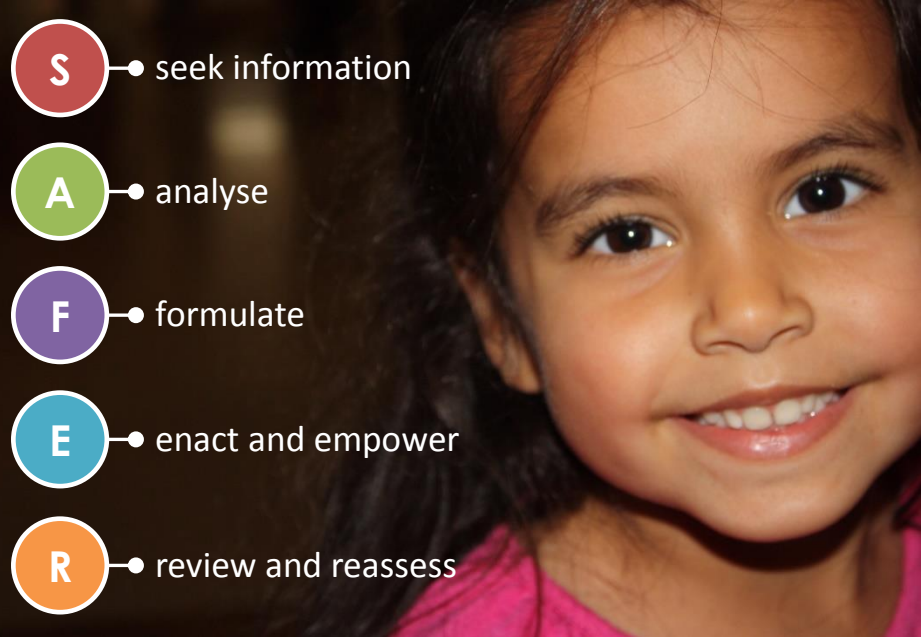 S seek information
A analyse
F formulate
E enact and empower
R review and reassess